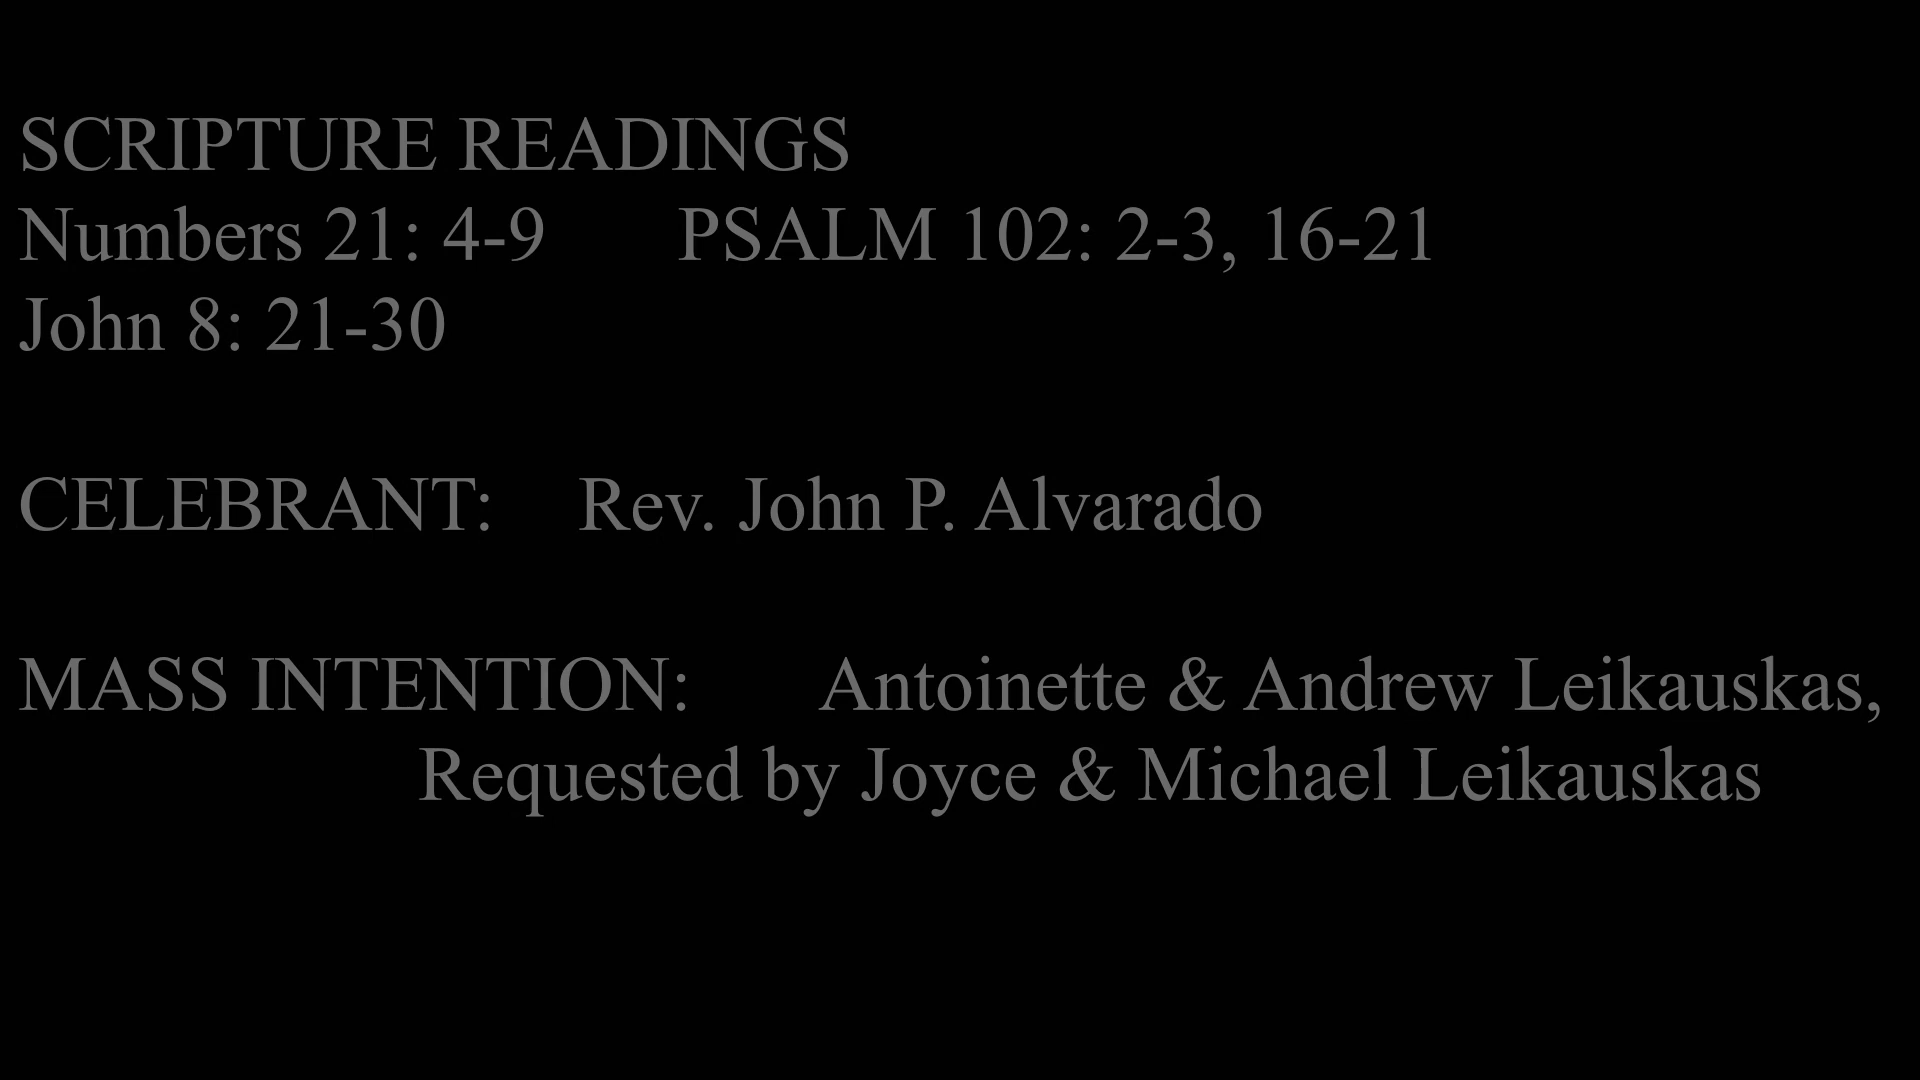 SCRIPTURE READINGS
Numbers 21: 4-9 PSALM 102: 2-3, 16-21
John 8: 21-30
CELEBRANT: Rev. John P. Alvarado
MASS INTENTION: Antoinette & Andrew Leikauskas,
Requested by Joyce & Michael Leikauskas